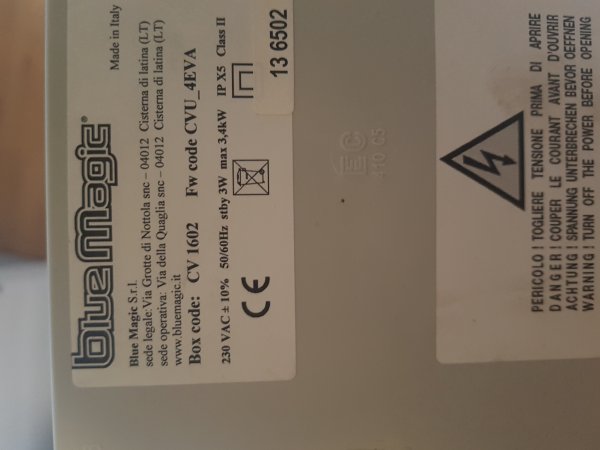 Made in Italy
blue magic
Blue Magic S.r.l.
sede legale: Via Grotte di Nottola snc – 04012 Cisterna di latina (LT)
sede operativa: Via della Quaglia snc – 04012 Cisterna di latina (LT)
www.bluemagic.it
Box code: CV 1602 Fw code CVU_4EVA
230 VAC ± 10% 50/60Hz stby 3W max 3,4kW IP X5 Class II
CE
13 6502
410 C5
PERICOLO ! TOGLIERE TENSIONE PRIMA DI APRIRE
DANGER ! COUPER LE COURANT AVANT D'OUVRIR
ACHTUNG ! SPANNUNG UNTERBRECHEN BEVOR OEFFNEN
WARNING ! TURN OFF THE POWER BEFORE OPENING